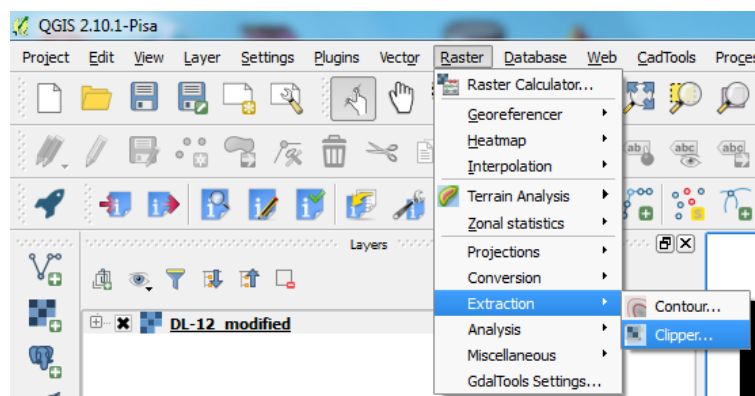 QGIS 2.10.1-Pisa
Project Edit View Layer Settings Plugins Vector Raster Database Web CadTools Proces
Raster Calculator...
Georeferencer
Heatmap
Interpolation
Terrain Analysis
Zonal statistics
Projections
Conversion
Extraction
Contour...
Clipper...
Analysis
Miscellaneous
GdalTools Settings...
abc
abc
Layers
DL-12_modified